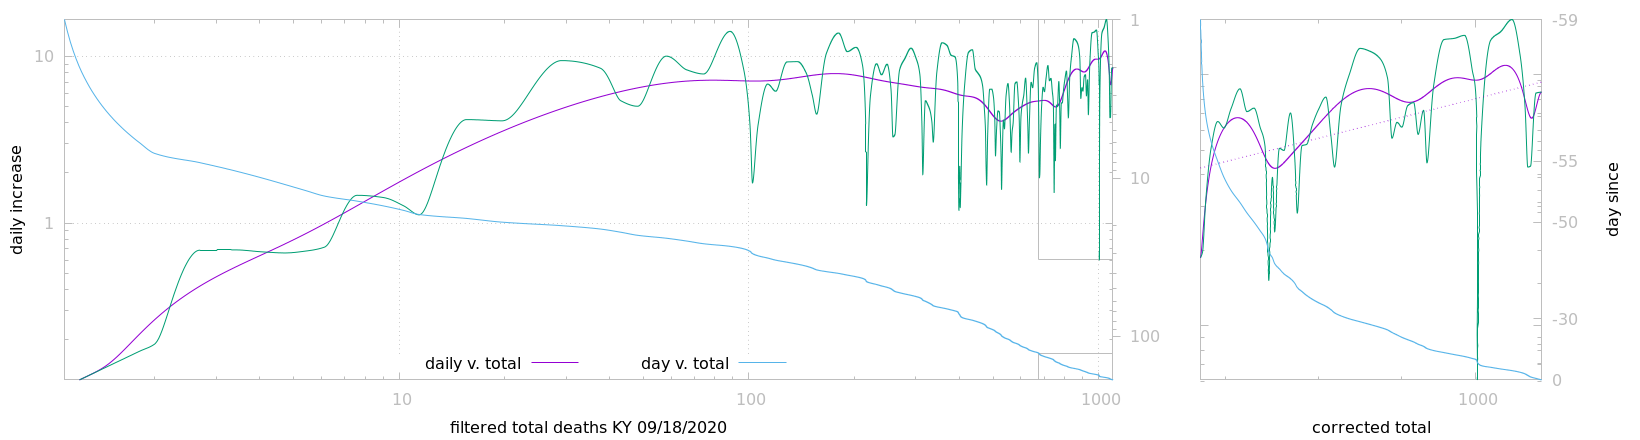 10
1
daily increase
10
100
1000
1
10
100
daily v. total
day v. total
filtered total deaths KY 09/18/2020
-59
-55
-50
-30
0
day since
1000
corrected total